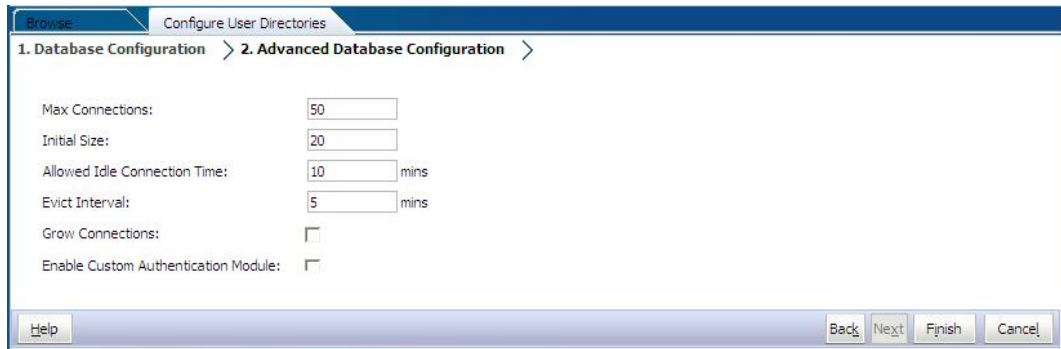 Browse Configure User Directories
1. Database Configuration 2. Advanced Database Configuration
Max Connections: 50
Initial Size: 20
Allowed Idle Connection Time: 10 mins
Evict Interval: 5 mins
Grow Connections:
Enable Custom Authentication Module:
Help Back Next Finish Cancel